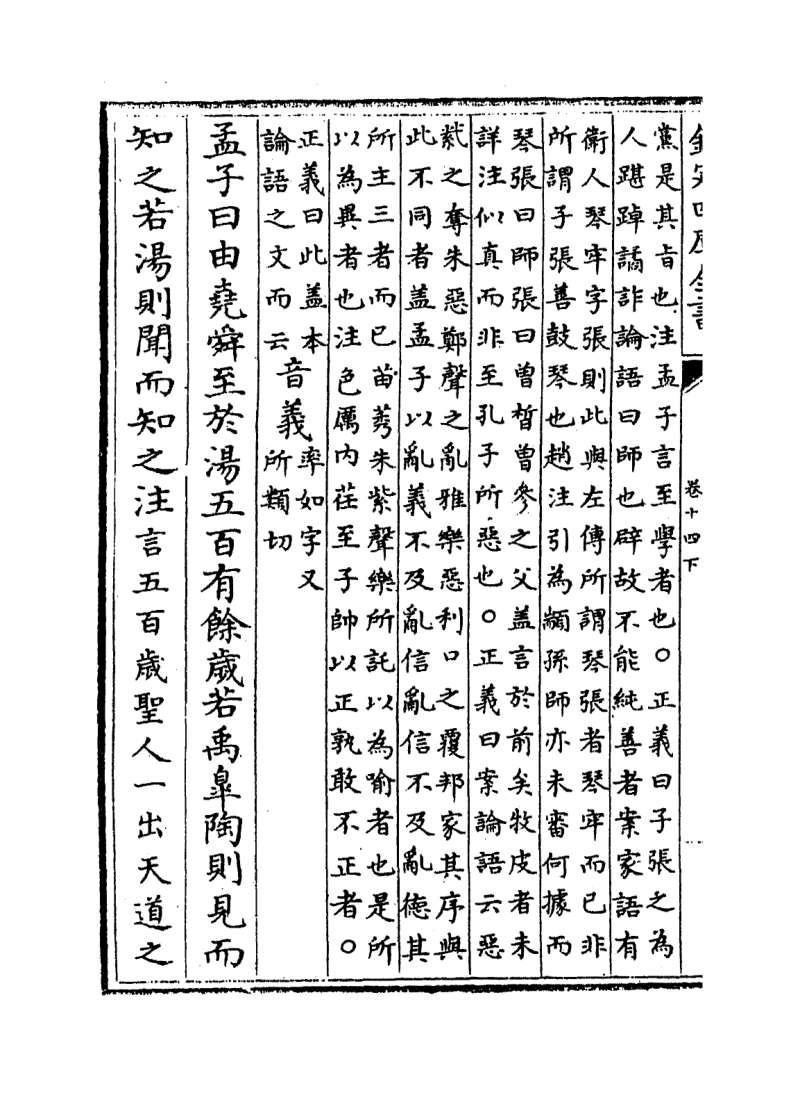 欽定四庫全書
卷十四下
黨是其㫖也注孟子言至學者也○正義曰子張之為
人踸踔譎詐論語曰師也辟故不能純善者案家語有
衛人琴牢字張則此與左傳所謂琴張者琴牢而已非
所謂子張善鼓琴也趙注引為顓孫師亦未審何據而
琴張曰師張曰曽晳曽參之父蓋言於前矣牧皮者未
詳注似真而非至孔子所惡也○正義曰案論語云惡
紫之奪朱惡鄭聲之亂雅樂惡利口之覆邦家其序與
此不同者蓋孟子以亂義不及亂信亂信不及亂徳其
所主三者而已苗莠朱紫聲樂所託以為喻者也是所
以為異者也注色厲内荏至子帥以正孰敢不正者○
正義曰此蓋本
論語之文而云
音義
率如字又
所類切
孟子曰由堯舜至於湯五百有餘歲若禹臯陶則見而
知之若湯則聞而知之注言五百歲聖人一出天道之